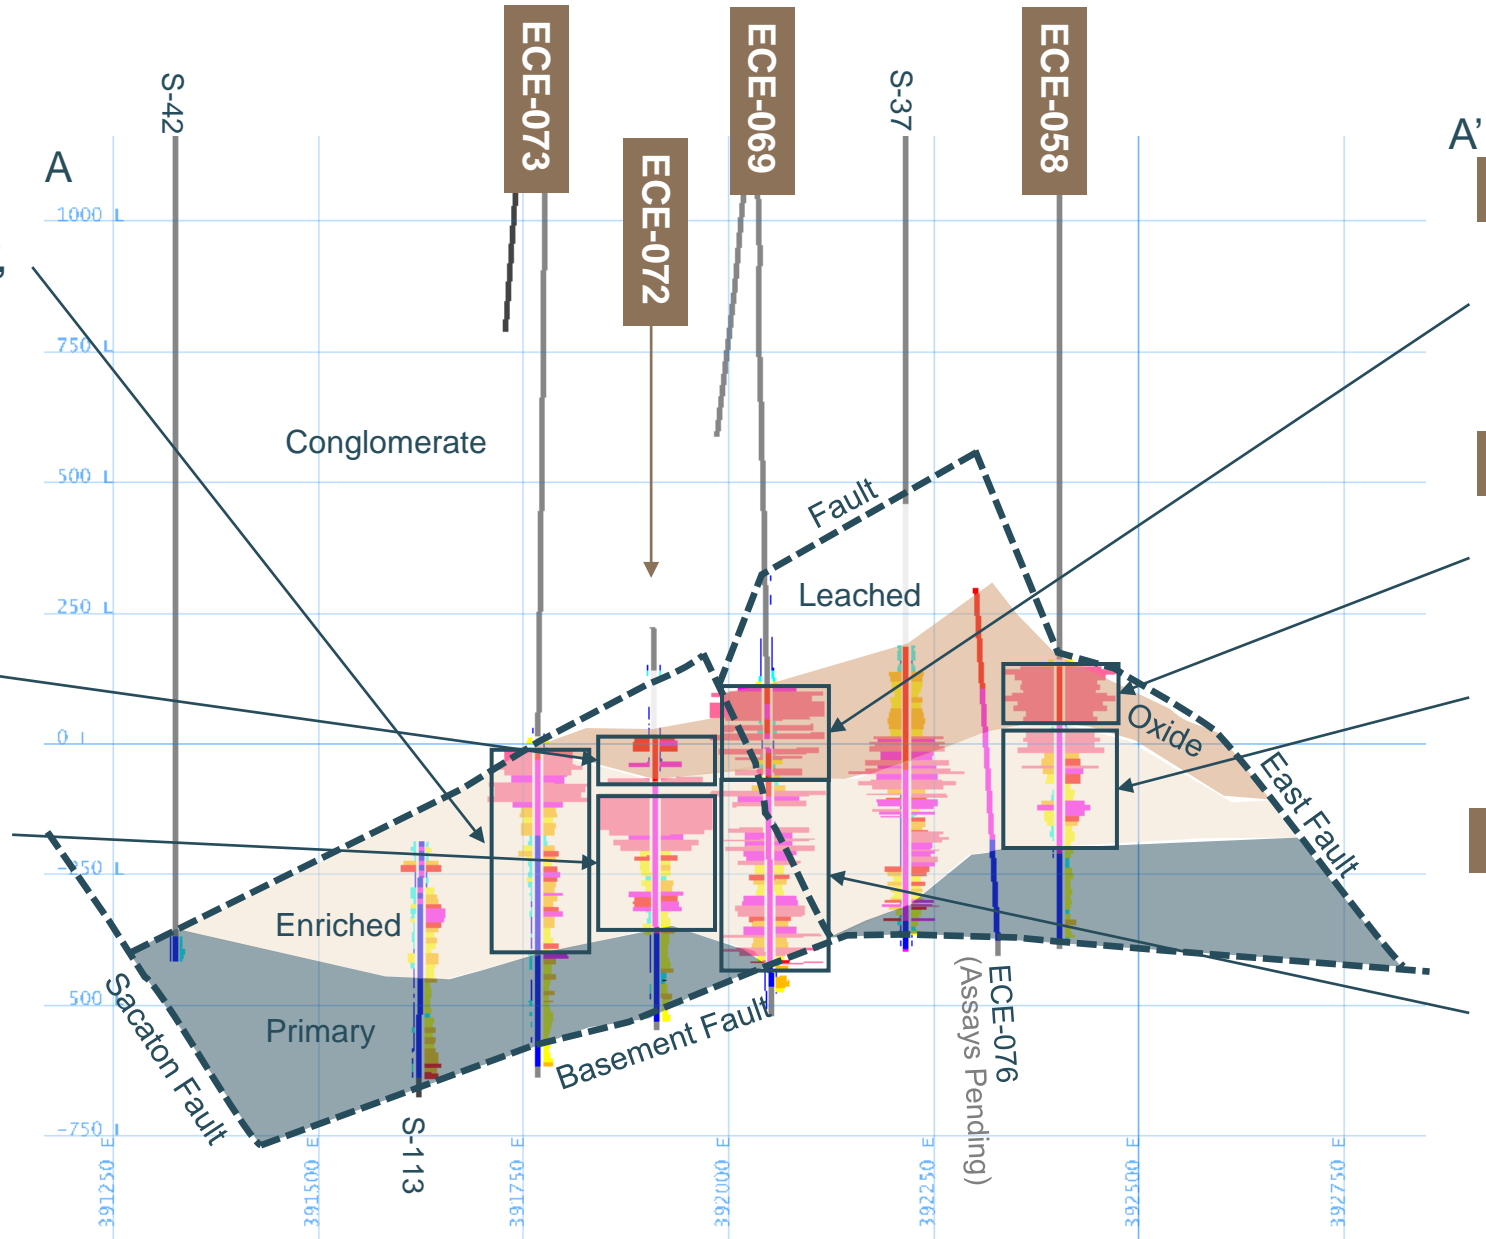 ECE-073
ECE-069
S-37
ECE-058
S-42
A
A’
ECE-072
1000 L
,
750 L
Conglomerate
500 L
Fault
Leached
250 L
0 L
Oxide
East Fault
-250 L
Enriched
Sacaton Fault
Primary
-500 L
Basement Fault
ECE-076
(Assays Pending)
S-113
-750 L
391250 E
391500 E
391750 E
392000 E
392250 E
392500 E
392750 E